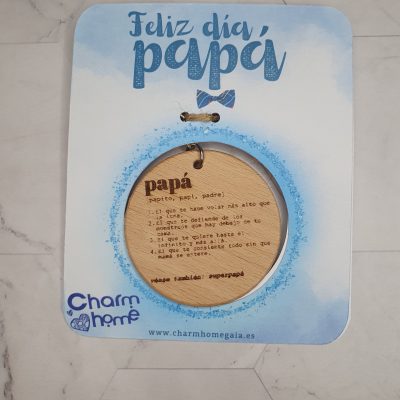 Feliz día
papá
papá
papito, papi, padre:
1. El que te hace volar más alto que
la luna.
2. El que te defiende de los
monstruos que hay debajo de tu
cama.
3. El que te quiere hasta el
infinito y más allá.
4. El que te consiente todo sin que
mamá se entere.
véase también: superpapá
Charm
home
www.charmhomegaia.es